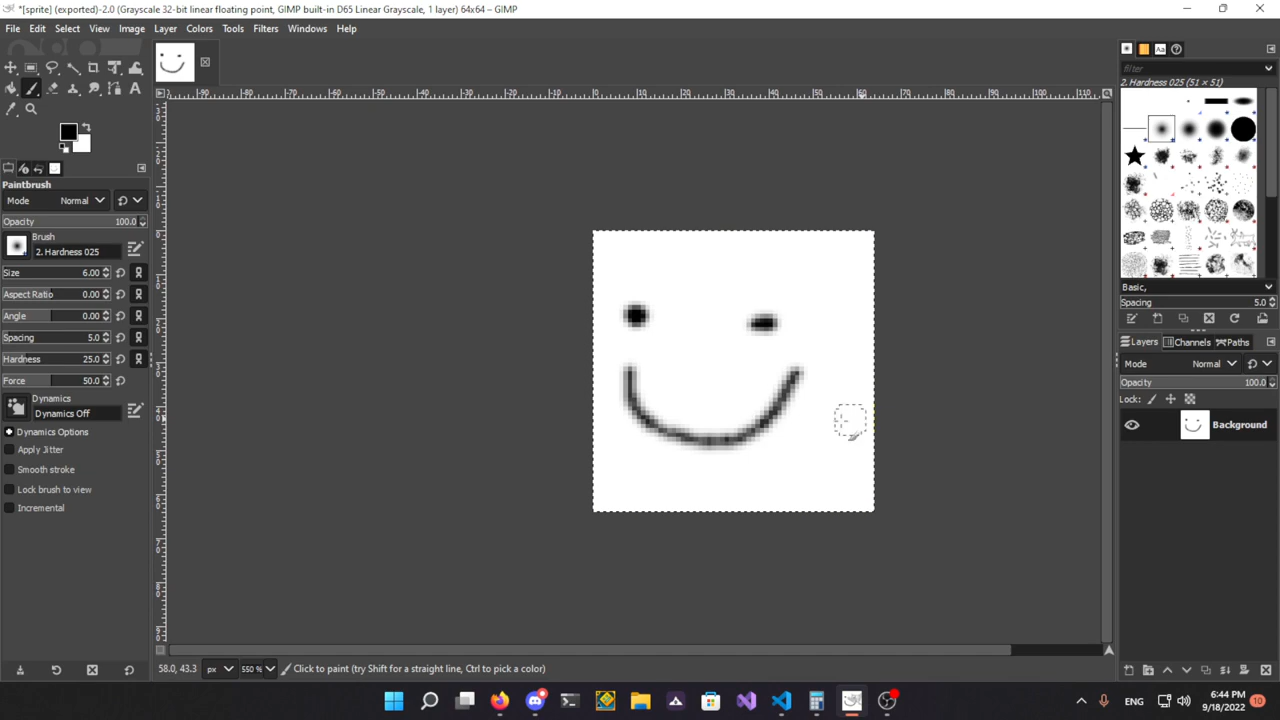 *[sprite] (exported)-2.0 (Grayscale 32-bit linear floating point, GIMP built-in D65 Linear Grayscale, 1 layer) 64x64 – GIMP
File Edit Select View Image Layer Colors Tools Filters Windows Help
filter
2. Hardness 025 (51 × 51)
Paintbrush
Mode Normal
Opacity 100.0
Brush
2. Hardness 025
Size 6.00
Aspect Ratio 0.00
Angle 0.00
Spacing 5.0
Hardness 25.0
Force 50.0
Dynamics
Dynamics Off
Dynamics Options
Apply Jitter
Smooth stroke
Lock brush to view
Incremental
Basic,
Spacing 5.0
Layers Channels Paths
Mode Normal
Opacity 100.0
Lock:
Background
58.0, 43.3 px 550 % Click to paint (try Shift for a straight line, Ctrl to pick a color)
ENG 6:44 PM
9/18/2022 10